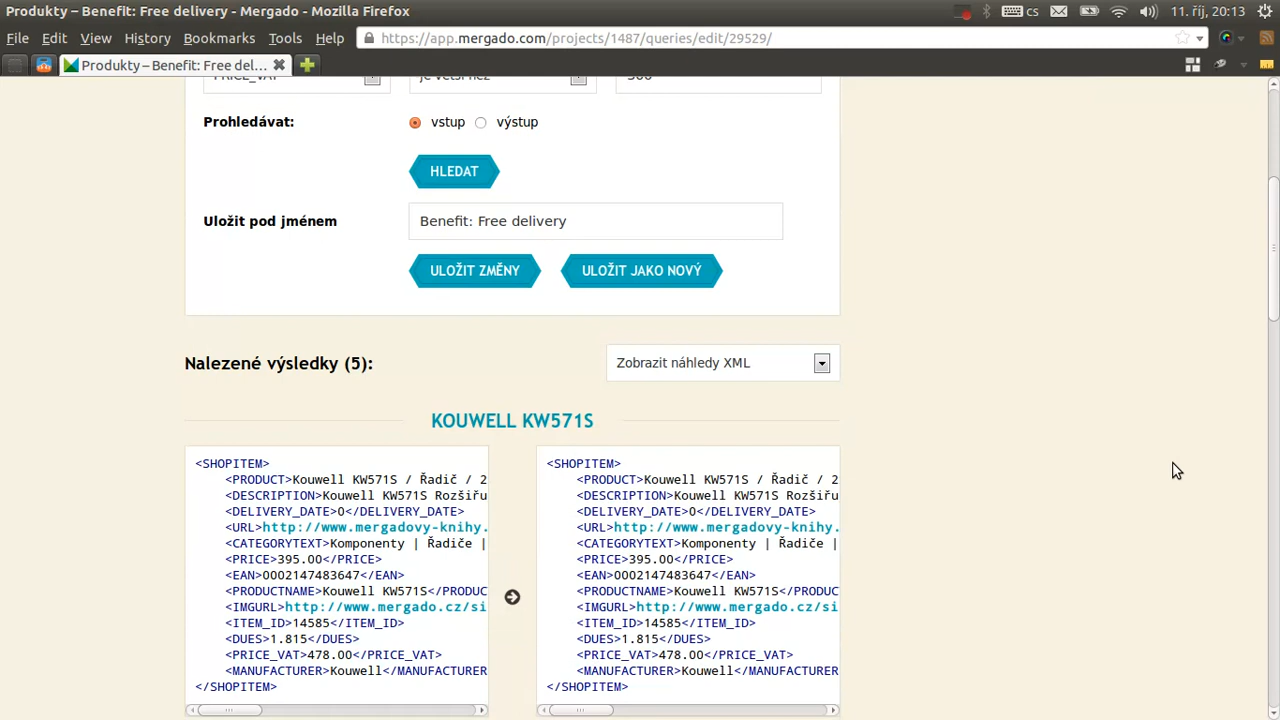 Produkty – Benefit: Free delivery - Mergado - Mozilla Firefox
cs
11. říj, 20:13
File Edit View History Bookmarks Tools Help
https://app.mergado.com/projects/1487/queries/edit/29529/
Produkty – Benefit: Free del...
PRICE_VAT
je větší než
300
Prohledávat:
vstup
výstup
HLEDAT
Uložit pod jménem
Benefit: Free delivery
ULOŽIT ZMĚNY
ULOŽIT JAKO NOVÝ
Nalezené výsledky (5):
Zobrazit náhledy XML
KOUWELL KW571S
<SHOPITEM>
<PRODUCT>Kouwell KW571S / Řadič / 2
<DESCRIPTION>Kouwell KW571S Rozšiřu
<DELIVERY_DATE>0</DELIVERY_DATE>
<URL>http://www.mergadovy-knihy.
<CATEGORYTEXT>Komponenty | Řadiče |
<PRICE>395.00</PRICE>
<EAN>0002147483647</EAN>
<PRODUCTNAME>Kouwell KW571S</PRODUC
<IMGURL>http://www.mergado.cz/si
<ITEM_ID>14585</ITEM_ID>
<DUES>1.815</DUES>
<PRICE_VAT>478.00</PRICE_VAT>
<MANUFACTURER>Kouwell</MANUFACTURER
</SHOPITEM>
<SHOPITEM>
<PRODUCT>Kouwell KW571S / Řadič / 2
<DESCRIPTION>Kouwell KW571S Rozšiřu
<DELIVERY_DATE>0</DELIVERY_DATE>
<URL>http://www.mergadovy-knihy.
<CATEGORYTEXT>Komponenty | Řadiče |
<PRICE>395.00</PRICE>
<EAN>0002147483647</EAN>
<PRODUCTNAME>Kouwell KW571S</PRODUC
<IMGURL>http://www.mergado.cz/si
<ITEM_ID>14585</ITEM_ID>
<DUES>1.815</DUES>
<PRICE_VAT>478.00</PRICE_VAT>
<MANUFACTURER>Kouwell</MANUFACTURER
</SHOPITEM>